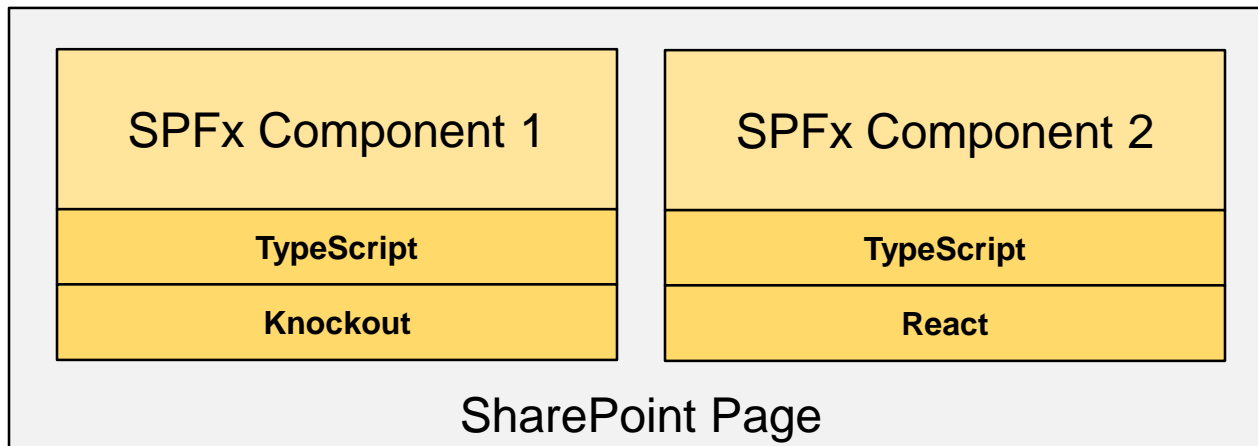 SPFx Component 1
TypeScript
Knockout
SPFx Component 2
TypeScript
React
SharePoint Page